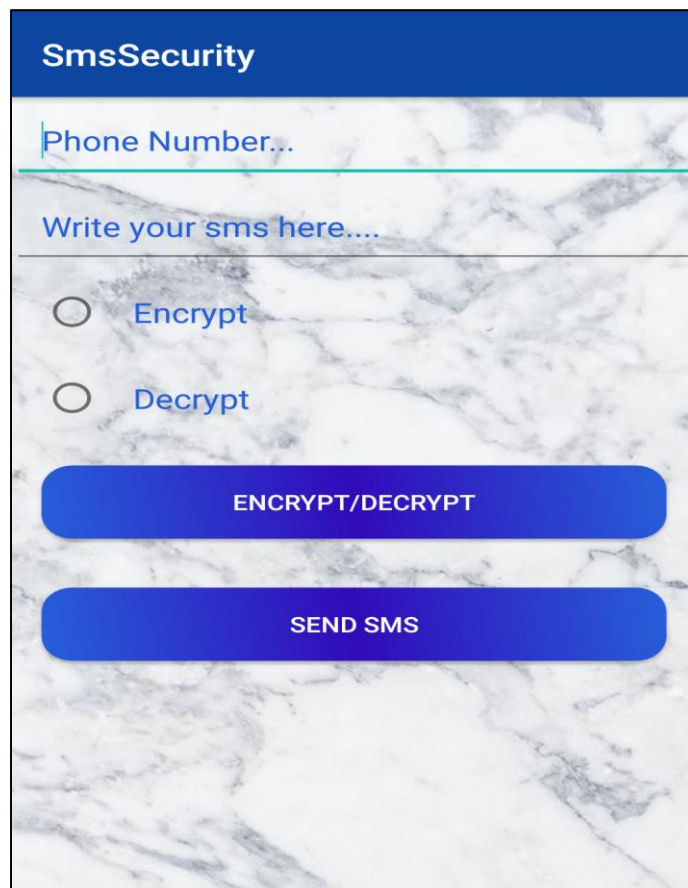 SmsSecurity
Phone Number...
Write your sms here....
Encrypt
Decrypt
ENCRYPT/DECRYPT
SEND SMS